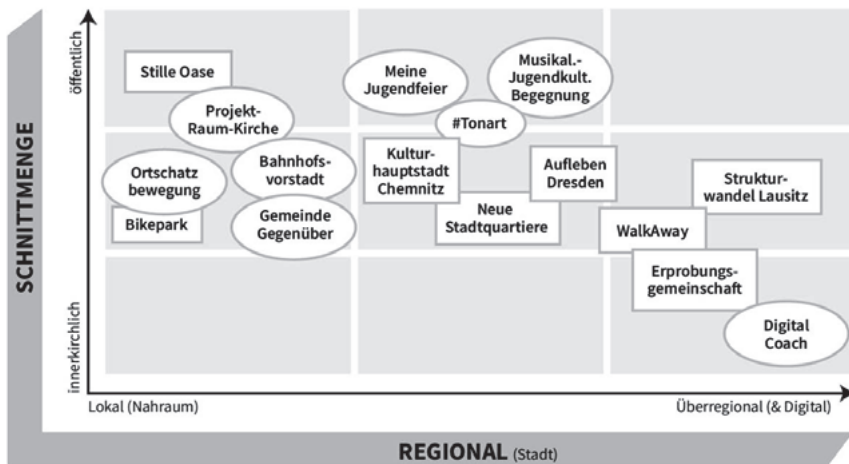 SCHNITTMENGE
öffentlich
innerkirchlich
Stille Oase
Projekt-
Raum-Kirche
Ortschatz
bewegung
Bikepark
Bahnhofs-
vorstadt
Gemeinde
Gegenüber
Meine
Jugendfeier
Musikal.-
Jugendkult.
Begegnung
#Tonart
Kultur-
hauptstadt
Chemnitz
Neue
Stadtquartiere
Aufleben
Dresden
Struktur-
wandel Lausitz
WalkAway
Erprobungs-
gemeinschaft
Digital
Coach
Lokal (Nahraum)
Überregional (& Digital)
REGIONAL (Stadt)